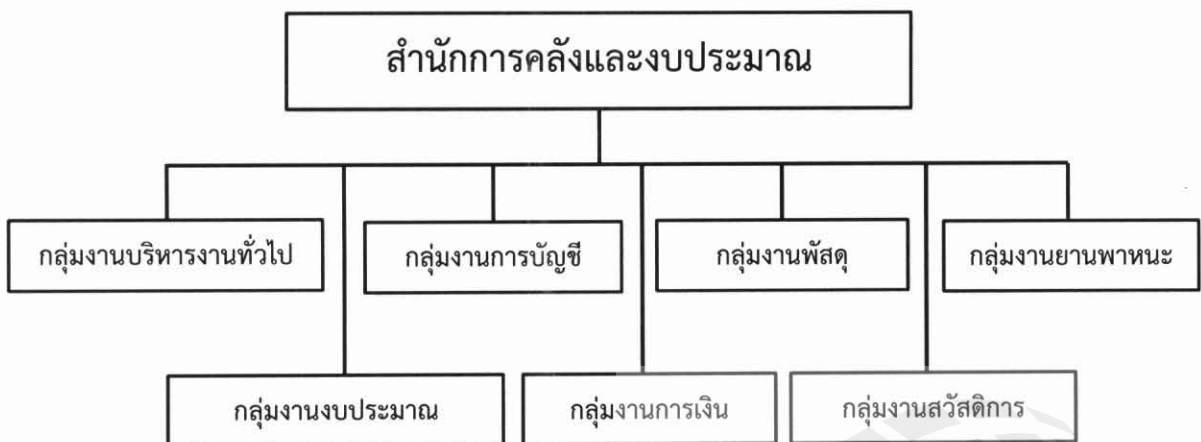 สำนักการคลังและงบประมาณ
กลุ่มงานบริหารงานทั่วไป
กลุ่มงานการบัญชี
กลุ่มงานพัสดุ
กลุ่มงานยานพาหนะ
กลุ่มงานงบประมาณ
กลุ่มงานการเงิน
กลุ่มงานสวัสดิการ